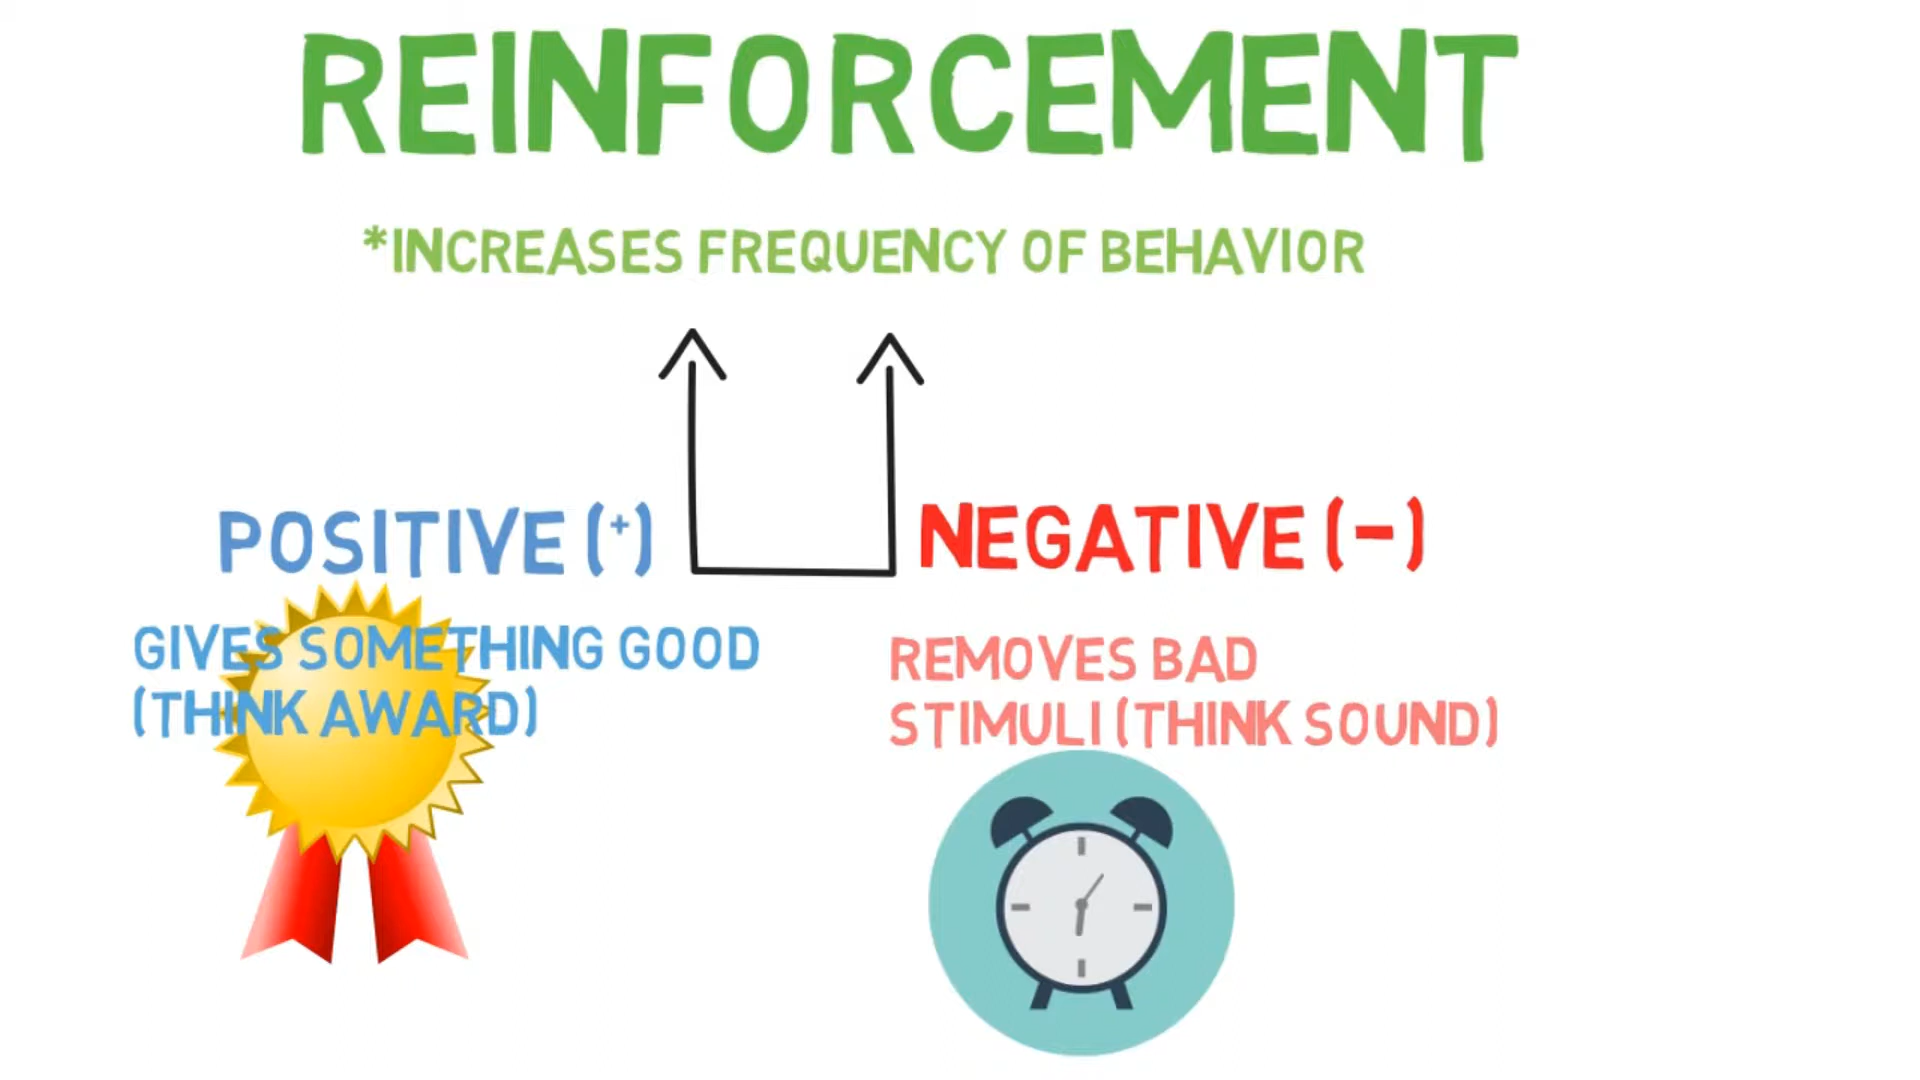 REINFORCEMENT
*INCREASES FREQUENCY OF BEHAVIOR
POSITIVE (+)
GIVES SOMETHING GOOD
(THINK AWARD)
NEGATIVE (-)
REMOVES BAD
STIMULI (THINK SOUND)